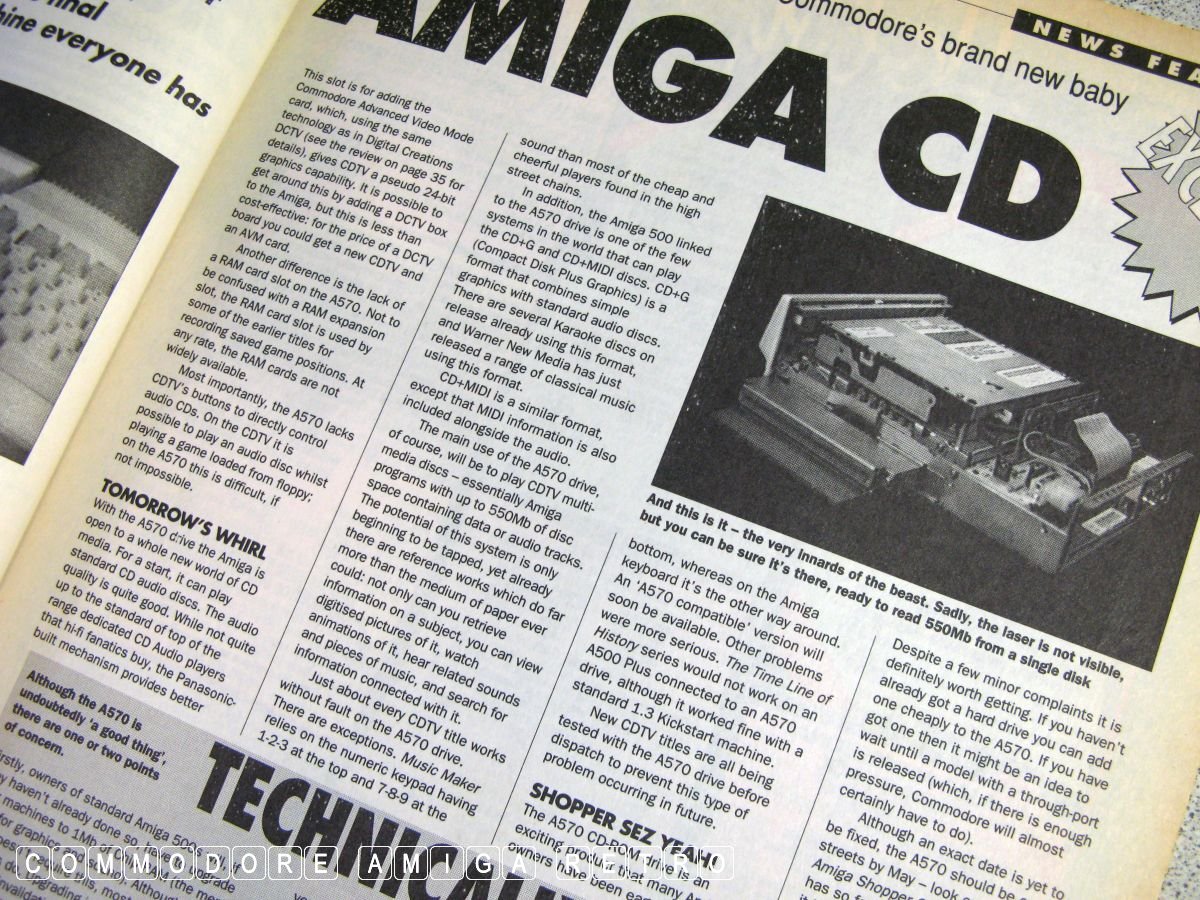 final
hine everyone has
Commodore's brand new baby
NEWS FEA
AMIGA CD
This slot is for adding the
Commodore Advanced Video Mode
card, which, using the same
technology as in Digital Creations
DCTV (see the review on page 35 for
details), gives CDTV a pseudo 24-bit
graphics capability. It is possible to
get around this by adding a DCTV box
to the Amiga, but this is less than
cost-effective: for the price of a DCTV
board you could get a new CDTV and
an AVM card.
Another difference is the lack of
a RAM card slot on the A570. Not to
be confused with a RAM expansion
slot, the RAM card slot is used by
some of the earlier titles for
recording saved game positions. At
any rate, the RAM cards are not
widely available.
Most importantly, the A570 lacks
CDTV's buttons to directly control
audio CDs. On the CDTV it is
possible to play an audio disc whilst
playing a game loaded from floppy;
on the A570 this is difficult, if
not impossible.
TOMORROW'S WHIRL
With the A570 drive the Amiga is
open to a whole new world of CD
media. For a start, it can play
standard CD audio discs. The audio
quality is quite good. While not quite
up to the standard of top of the
range dedicated CD Audio players
that hi-fi fanatics buy, the Panasonic-
built mechanism provides better
sound than most of the cheap and
cheerful players found in the high
street chains.
In addition, the Amiga 500 linked
to the A570 drive is one of the few
systems in the world that can play
the CD+G and CD+MIDI discs. CD+G
(Compact Disk Plus Graphics) is a
format that combines simple
graphics with standard audio discs.
There are several Karaoke discs on
release already using this format,
and Warner New Media has just
released a range of classical music
using this format.
CD+MIDI is a similar format,
except that MIDI information is also
included alongside the audio.
The main use of the A570 drive,
of course, will be to play CDTV multi-
media discs – essentially Amiga
programs with up to 550Mb of disc
space containing data or audio tracks.
The potential of this system is only
beginning to be tapped, yet already
there are reference works which do far
more than the medium of paper ever
could: not only can you retrieve
information on a subject, you can view
digitised pictures of it, watch
animations of it, hear related sounds
and pieces of music, and search for
information connected with it.
Just about every CDTV title works
without fault on the A570 drive.
There are exceptions. Music Maker
relies on the numeric keypad having
1-2-3 at the top and 7-8-9 at the
And this is it – the very innards of the beast. Sadly, the laser is not visible,
but you can be sure it's there, ready to read 550Mb from a single disk
bottom, whereas on the Amiga
keyboard it's the other way around.
An 'A570 compatible' version will
soon be available. Other problems
were more serious. The Time Line of
History series would not work on an
A500 Plus connected to an A570
drive, although it worked fine with a
standard 1.3 Kickstart machine.
New CDTV titles are all being
tested with the A570 drive before
dispatch to prevent this type of
problem occurring in future.
SHOPPER SEZ YEAH!
The A570 CD-ROM drive is an
exciting product that many Am
owners have been
Despite a few minor complaints it is
definitely worth getting. If you haven't
already got a hard drive you can add
one cheaply to the A570. If you have
got one then it might be an idea to
wait until a model with a through-port
is released (which, if there is enough
pressure, Commodore will almost
certainly have to do).
Although an exact date is yet to
be fixed, the A570 should be
streets by May – look
Amiga Shopper
has so
Although the A570 is
undoubtedly 'a good thing',
there are one or two points
of concern.
TECHNICAL
rstly, owners of standard Amiga 500s
haven't already done so) have to upgrade
machines to 1Mb of
COMMODORE AMIGA RETRO